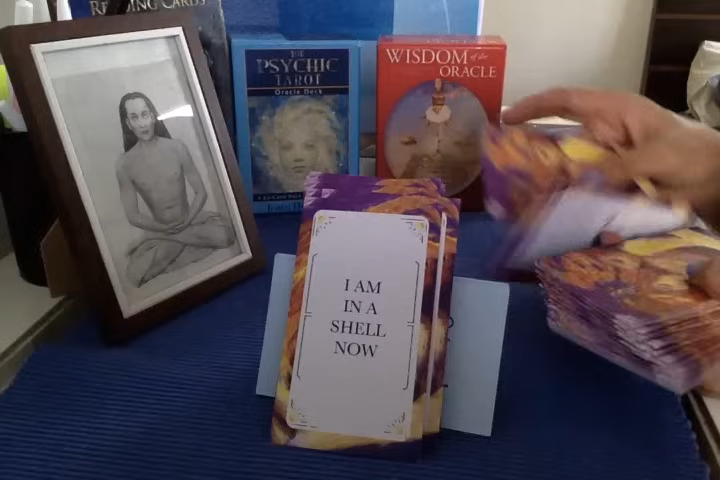 READING CARDS
THE
PSYCHIC
TAROT
Oracle Deck
WISDOM of the
ORACLE
I AM
IN A
SHELL
NOW